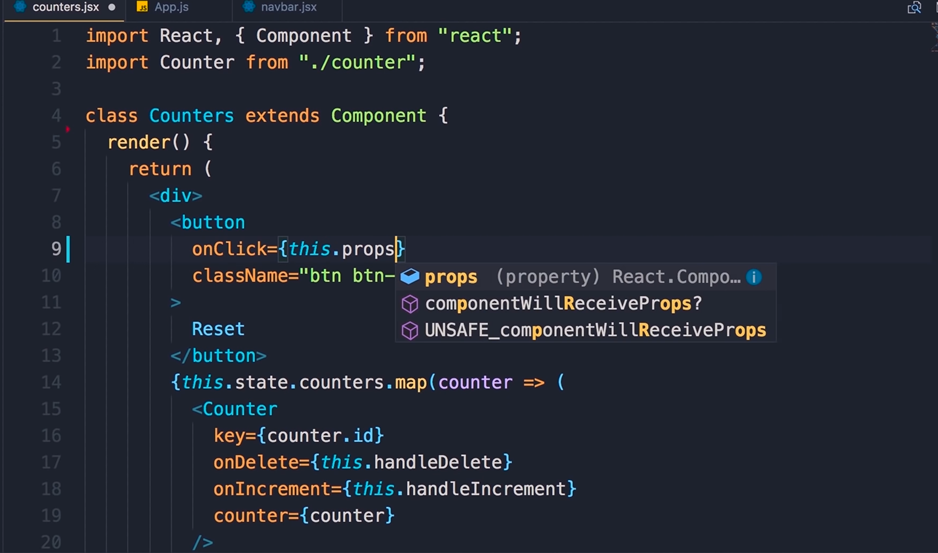 counters.jsx
JS App.js
navbar.jsx
1 import React, { Component } from "react";
2 import Counter from "./counter";
3
4 class Counters extends Component {
5 render() {
6 return (
7 <div>
8 <button
9 onClick={this.props}
10 className="btn btn-
11 >
12 Reset
13 </button>
14 {this.state.counters.map(counter => (
15 <Counter
16 key={counter.id}
17 onDelete={this.handleDelete}
18 onIncrement={this.handleIncrement}
19 counter={counter}
20 />
props (property) React.Compo…
componentWillReceiveProps?
UNSAFE_componentWillReceiveProps